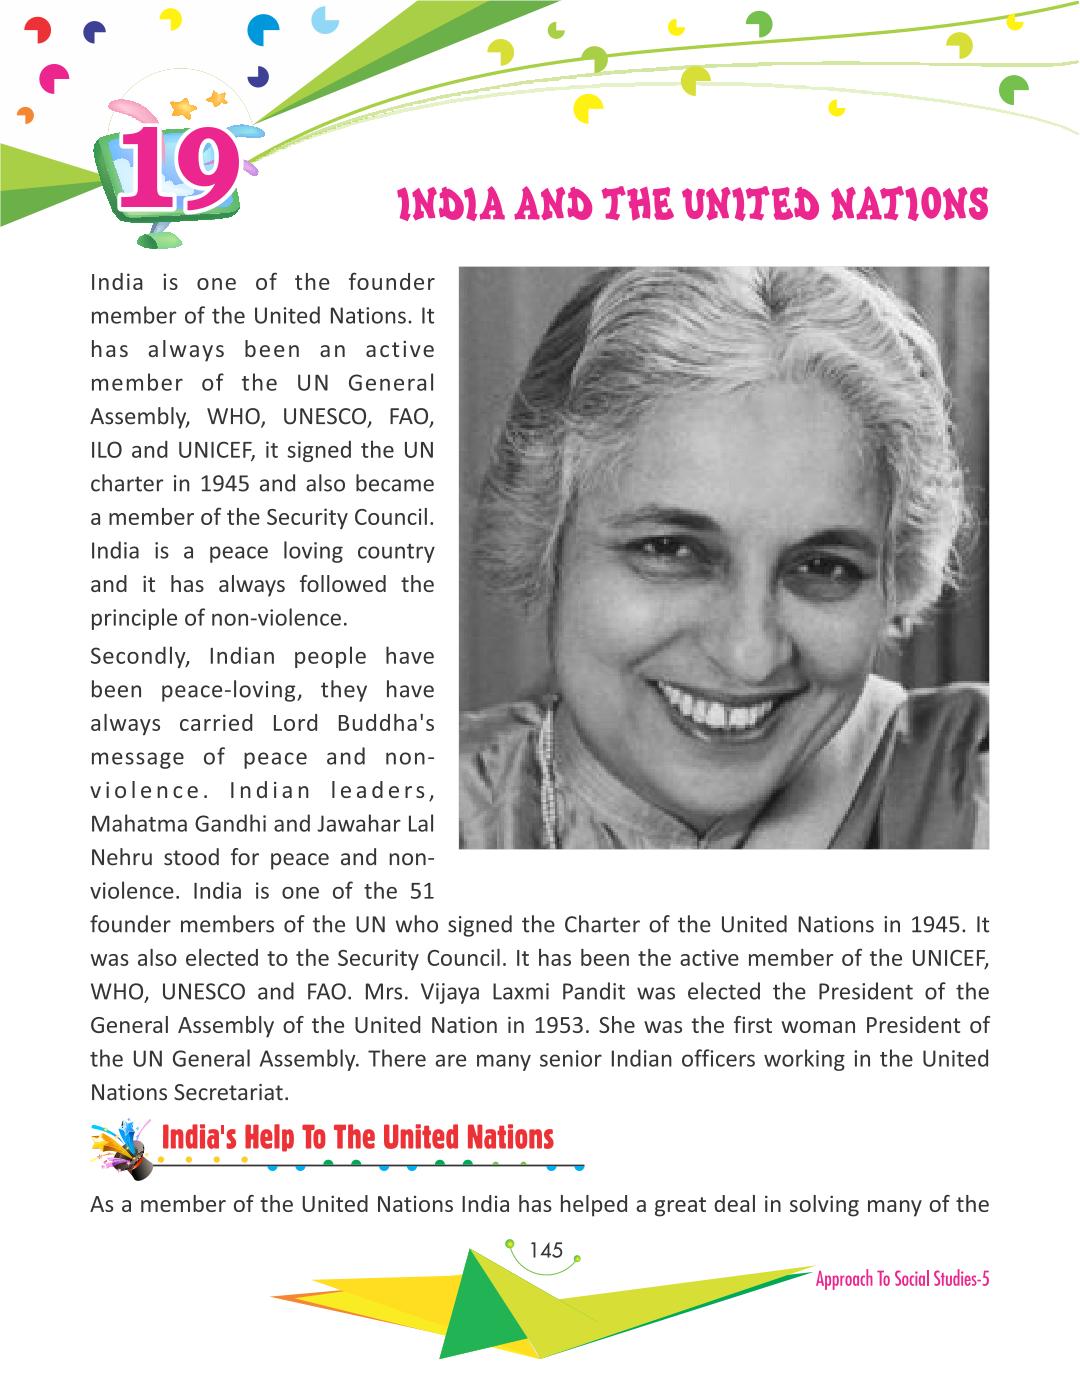 19
INDIA AND THE UNITED NATIONS
India is one of the founder
member of the United Nations. It
has always been an active
member of the UN General
Assembly, WHO, UNESCO, FAO,
ILO and UNICEF, it signed the UN
charter in 1945 and also became
a member of the Security Council.
India is a peace loving country
and it has always followed the
principle of non-violence.
Secondly, Indian people have
been peace-loving, they have
always carried Lord Buddha's
message of peace and non-
violence. Indian leaders,
Mahatma Gandhi and Jawahar Lal
Nehru stood for peace and non-
violence. India is one of the 51
founder members of the UN who signed the Charter of the United Nations in 1945. It
was also elected to the Security Council. It has been the active member of the UNICEF,
WHO, UNESCO and FAO. Mrs. Vijaya Laxmi Pandit was elected the President of the
General Assembly of the United Nation in 1953. She was the first woman President of
the UN General Assembly. There are many senior Indian officers working in the United
Nations Secretariat.
India's Help To The United Nations
As a member of the United Nations India has helped a great deal in solving many of the
145
Approach To Social Studies-5